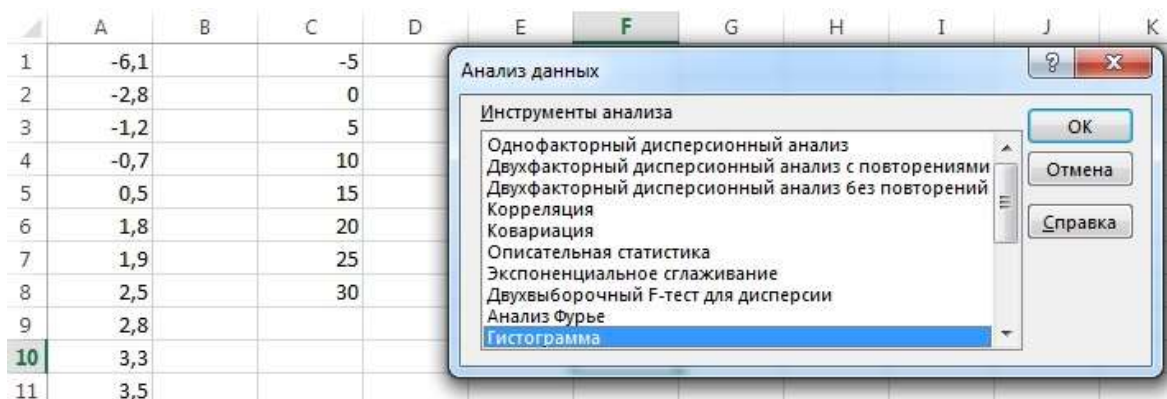 A B C D E F G H I J K
1 -6,1 -5
2 -2,8 0
3 -1,2 5
4 -0,7 10
5 0,5 15
6 1,8 20
7 1,9 25
8 2,5 30
9 2,8
10 3,3
11 3,5
Анализ данных
Инструменты анализа
Однофакторный дисперсионный анализ
Двухфакторный дисперсионный анализ с повторениями
Двухфакторный дисперсионный анализ без повторений
Корреляция
Ковариация
Описательная статистика
Экспоненциальное сглаживание
Двухвыборочный F-тест для дисперсии
Анализ Фурье
Гистограмма
?
OK
Отмена
Справка